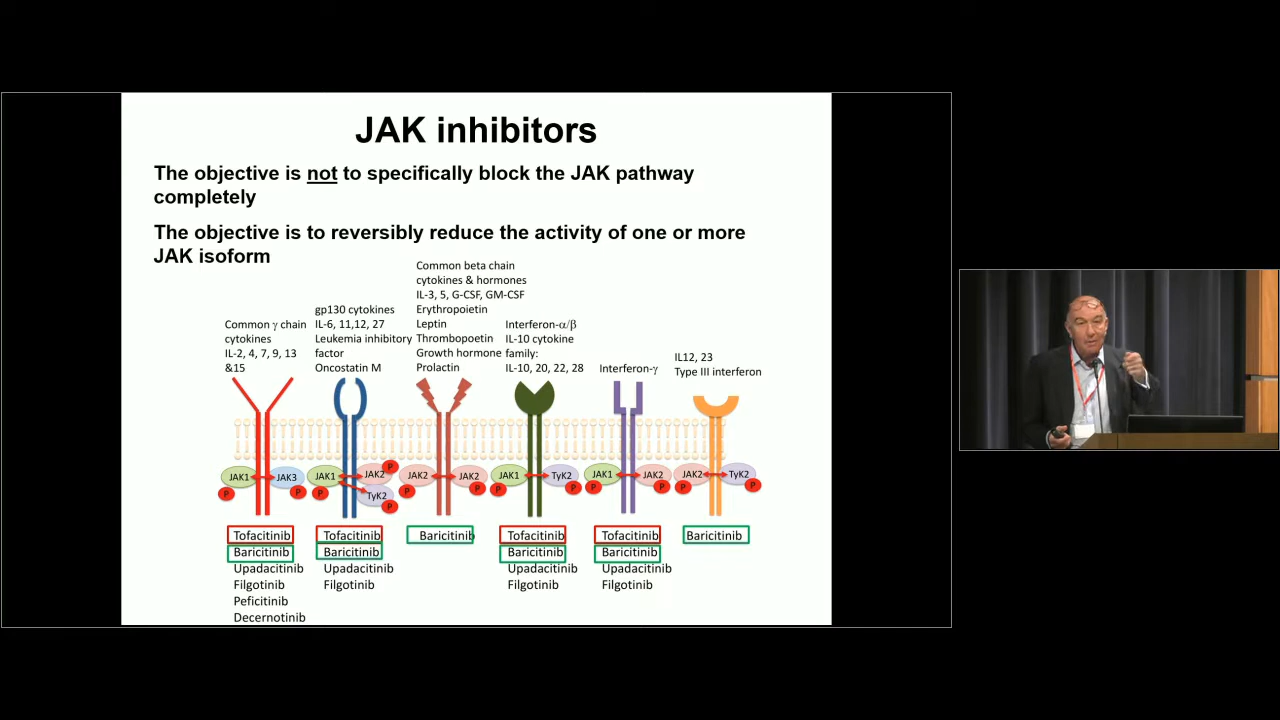 JAK inhibitors
The objective is not to specifically block the JAK pathway
completely
The objective is to reversibly reduce the activity of one or more
JAK isoform
Common γ chain
cytokines
IL-2, 4, 7, 9, 13
&15
gp130 cytokines
IL-6, 11,12, 27
Leukemia inhibitory
factor
Oncostatin M
Common beta chain
cytokines & hormones
IL-3, 5, G-CSF, GM-CSF
Erythropoietin
Leptin
Thrombopoetin
Growth hormone
Prolactin
Interferon-α/β
IL-10 cytokine
family:
IL-10, 20, 22, 28
Interferon-γ
IL12, 23
Type III interferon
JAK1
JAK3
P
P
JAK1
JAK2
TyK2
P
P
P
JAK2
JAK2
P
P
JAK1
TyK2
P
P
JAK1
JAK2
P
P
JAK2
TyK2
P
P
Tofacitinib
Baricitinib
Upadacitinib
Filgotinib
Peficitinib
Decernotinib
Tofacitinib
Baricitinib
Upadacitinib
Filgotinib
Baricitinib
Tofacitinib
Baricitinib
Upadacitinib
Filgotinib
Tofacitinib
Baricitinib
Upadacitinib
Filgotinib
Baricitinib